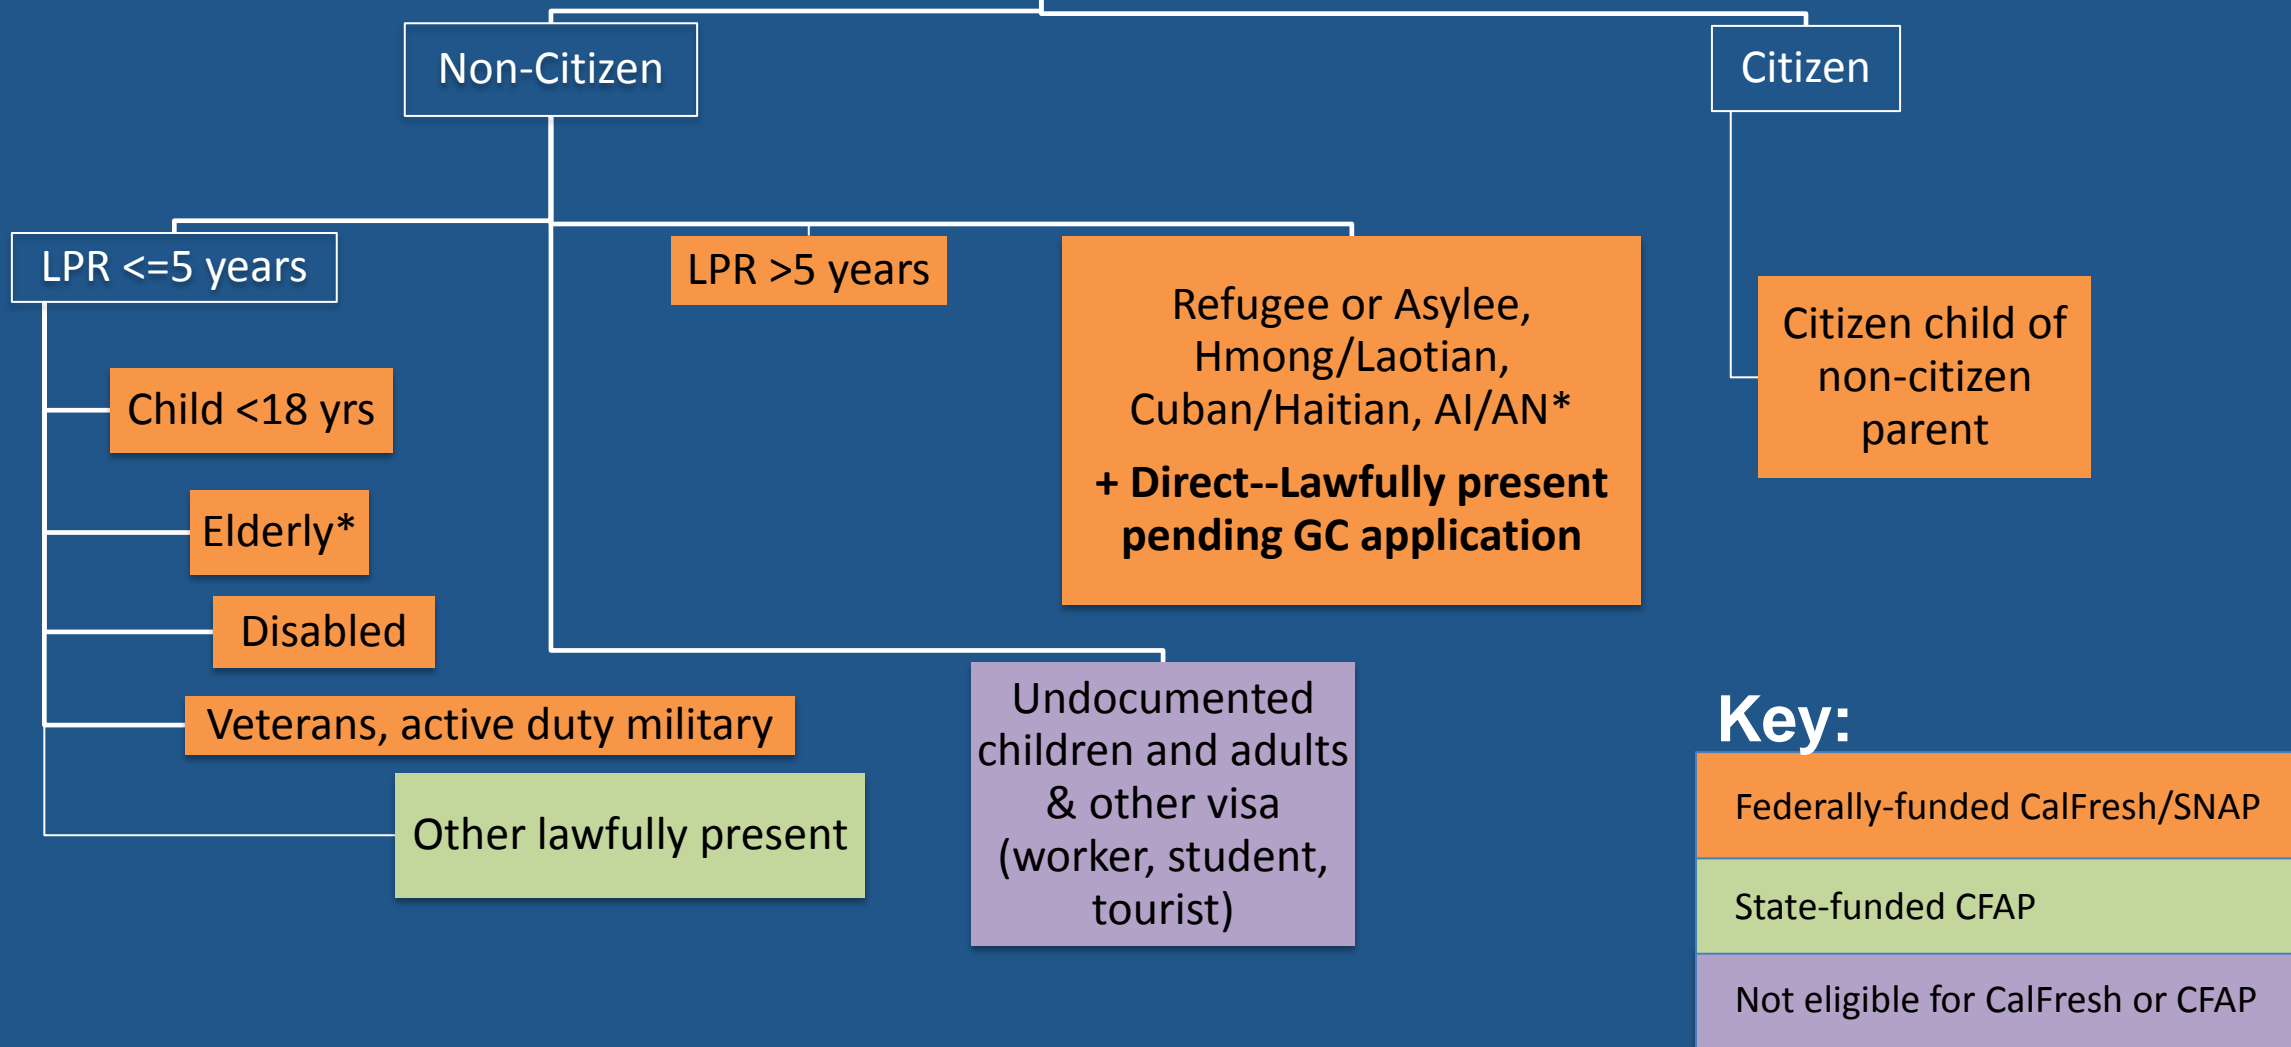 Non-Citizen
Citizen
LPR <=5 years
LPR >5 years
Refugee or Asylee,
Hmong/Laotian,
Cuban/Haitian, AI/AN*
+ Direct--Lawfully present
pending GC application
Citizen child of
non-citizen
parent
Child <18 yrs
Elderly*
Disabled
Veterans, active duty military
Other lawfully present
Undocumented
children and adults
& other visa
(worker, student,
tourist)
Key:
Federally-funded CalFresh/SNAP
State-funded CFAP
Not eligible for CalFresh or CFAP